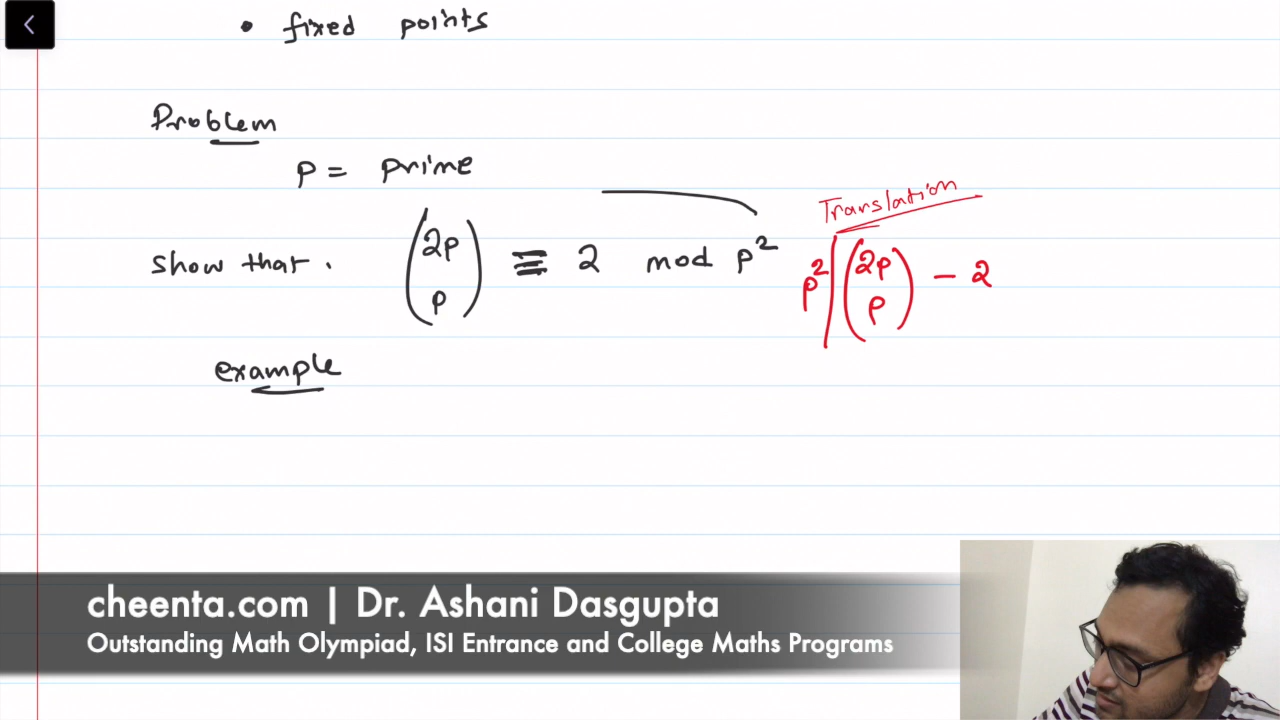 • fixed points
Problem
p = prime
Translation
show that . (2p p) ≡ 2 mod p² p² | (2p p) - 2
example
cheenta.com | Dr. Ashani Dasgupta
Outstanding Math Olympiad, ISI Entrance and College Maths Programs